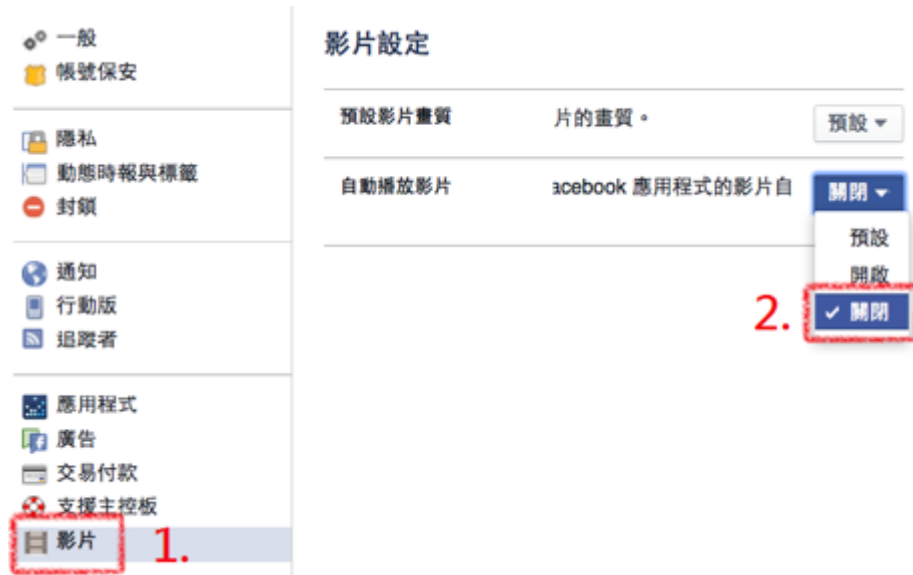 一般
帳號保安
隱私
動態時報與標籤
封鎖
通知
行動版
追蹤者
應用程式
廣告
交易付款
支援主控板
影片
1.
影片設定
預設影片畫質 片的畫質。 預設
自動播放影片 acebook 應用程式的影片自 關閉
預設
開啟
2. ✓ 關閉